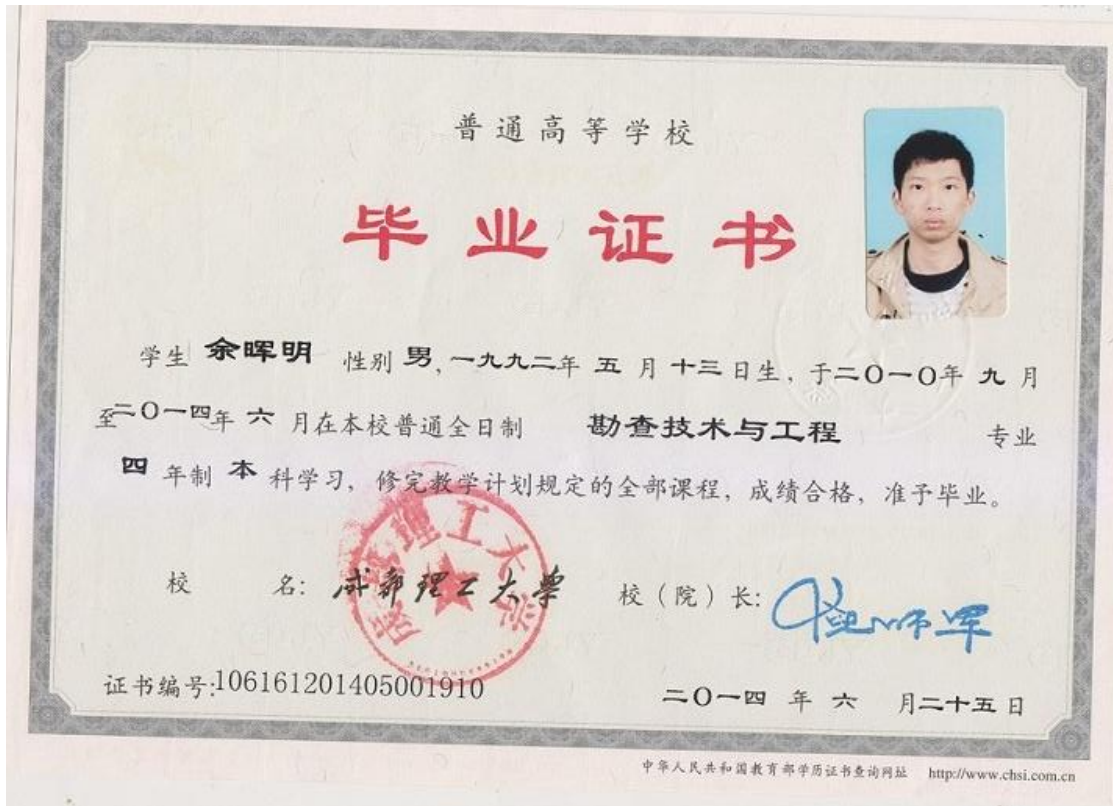 普通高等学校
毕业证书
学生 余晖明 性别 男,一九九二年 五 月 十三 日生, 于二〇一〇年 九 月
至二〇一四年 六 月在本校普通全日制 勘查技术与工程 专业
四 年制 本 科学习, 修完教学计划规定的全部课程, 成绩合格, 准予毕业。
校 名: 成都理工大学 校(院)长:
成都理工大学
证书编号:106161201405001910 二〇一四 年 六 月二十五日
中华人民共和国教育部学历证书查询网址 http://www.chsi.com.cn